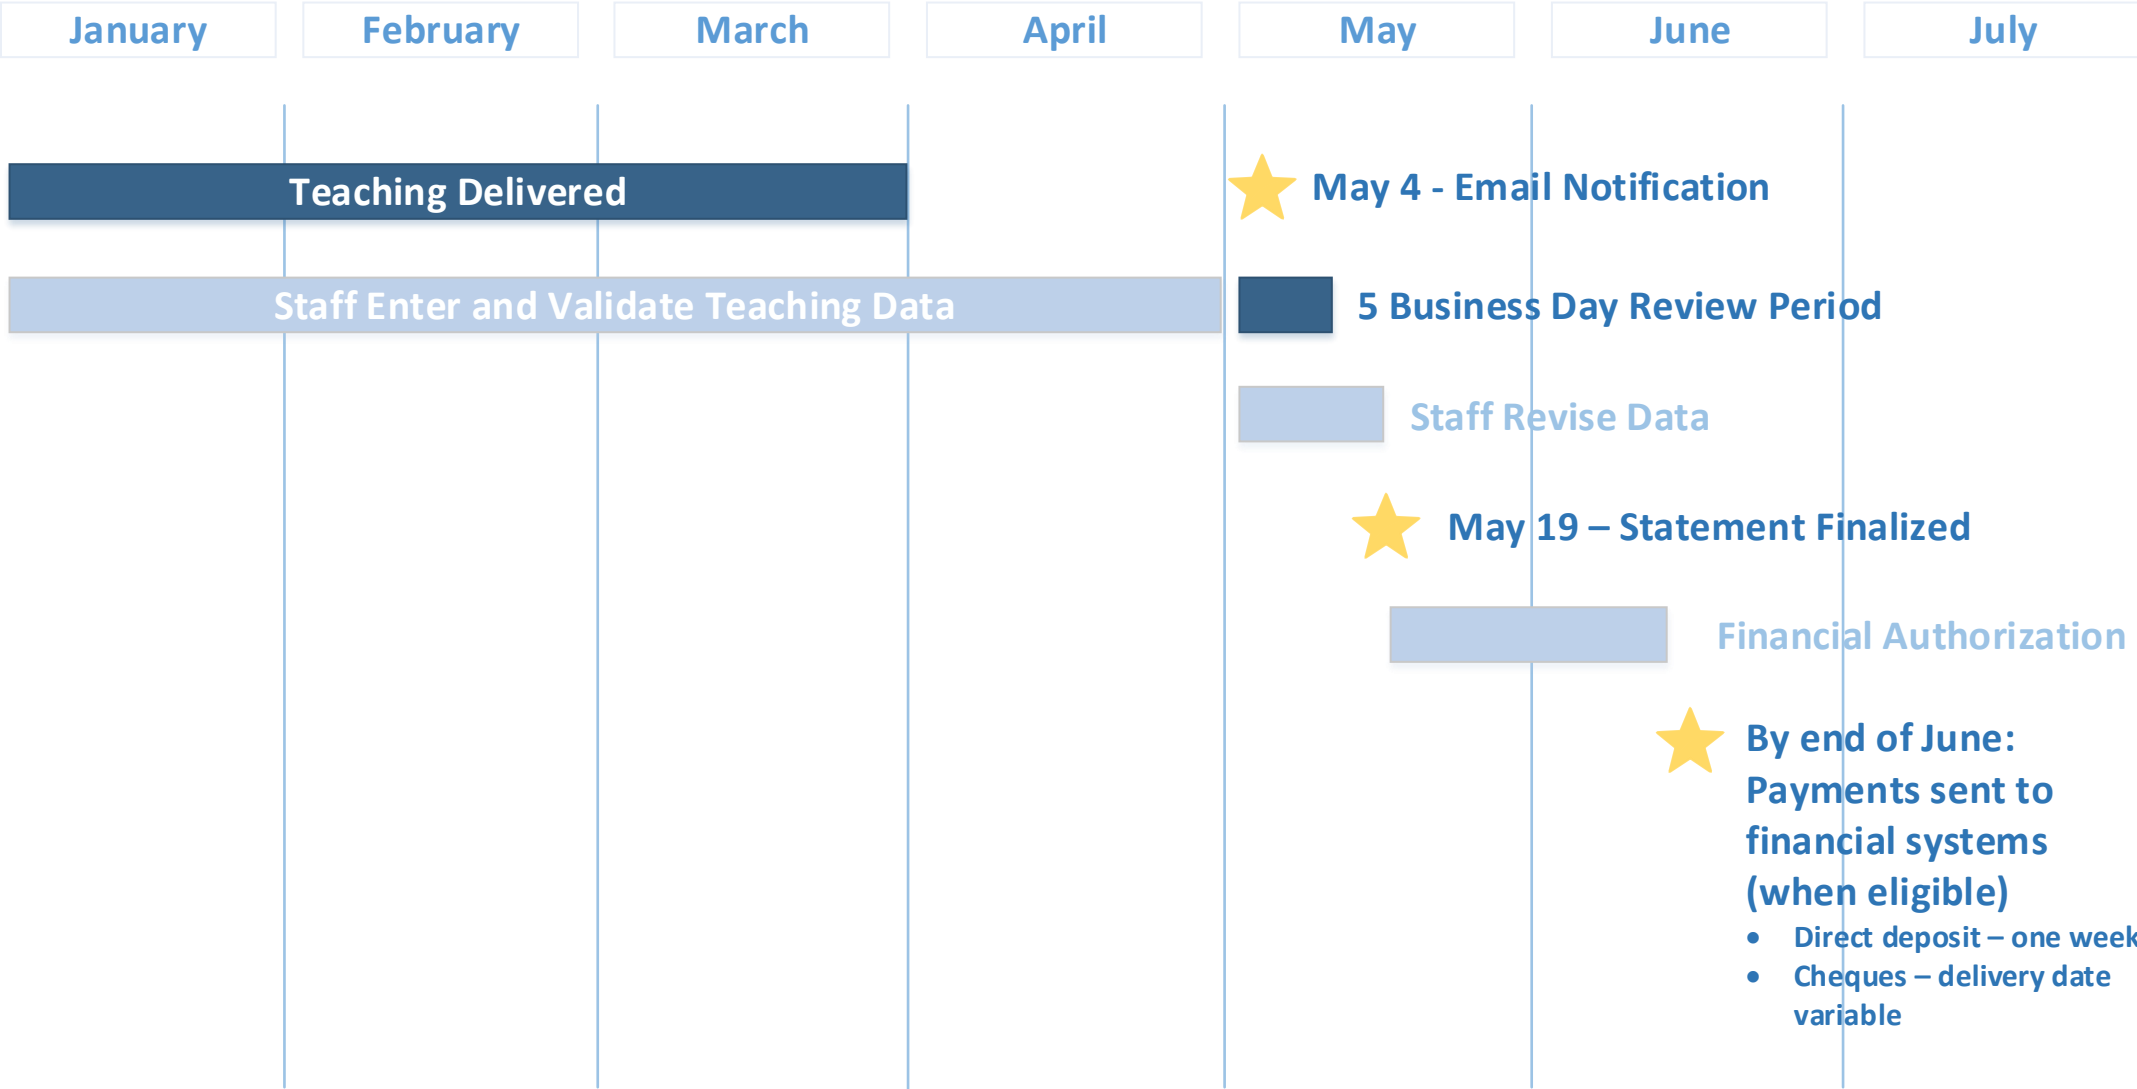 January February March April May June July
Teaching Delivered
May 4 - Email Notification
Staff Enter and Validate Teaching Data
5 Business Day Review Period
Staff Revise Data
May 19 – Statement Finalized
Financial Authorization
By end of June:
Payments sent to
financial systems
(when eligible)
• Direct deposit – one week
• Cheques – delivery date
variable